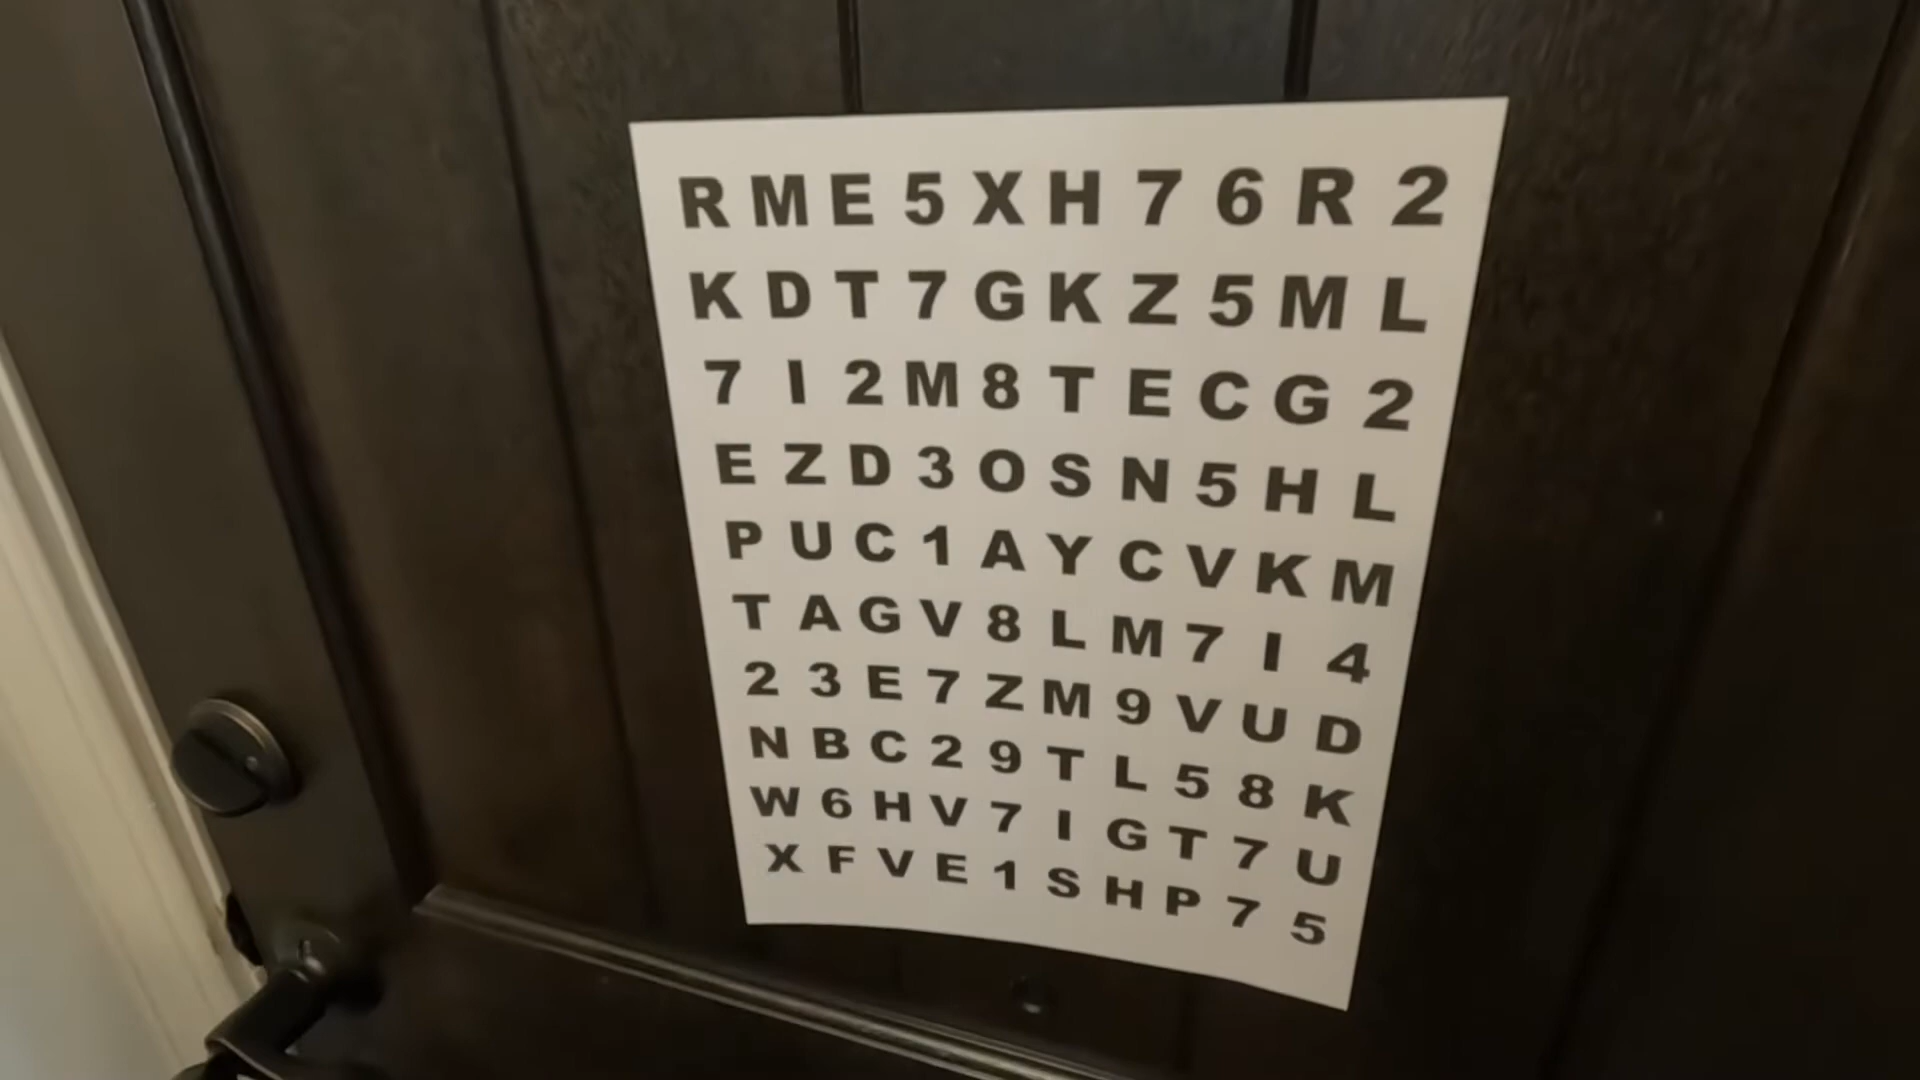 R M E 5 X H 7 6 R 2
K D T 7 G K Z 5 M L
7 I 2 M 8 T E C G 2
E Z D 3 O S N 5 H L
P U C 1 A Y C V K M
T A G V 8 L M 7 I 4
2 3 E 7 Z M 9 V U D
N B C 2 9 T L 5 8 K
W 6 H V 7 I G T 7 U
X F V E 1 S H P 7 5